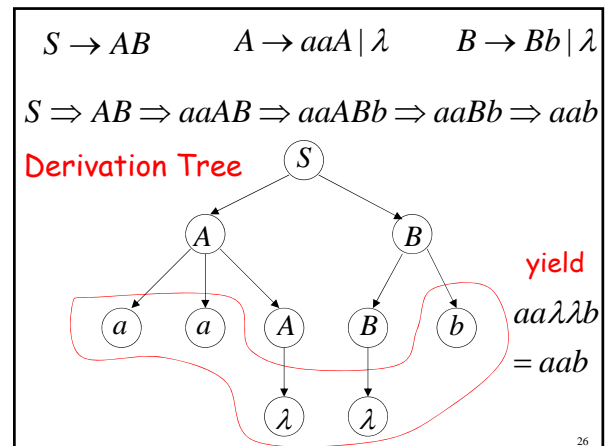 S → AB A → aaA | λ B → Bb | λ
S ⇒ AB ⇒ aaAB ⇒ aaABb ⇒ aaBb ⇒ aab
Derivation Tree
S
A B
yield
a a A B b
aaλλb
= aab
λ λ
26